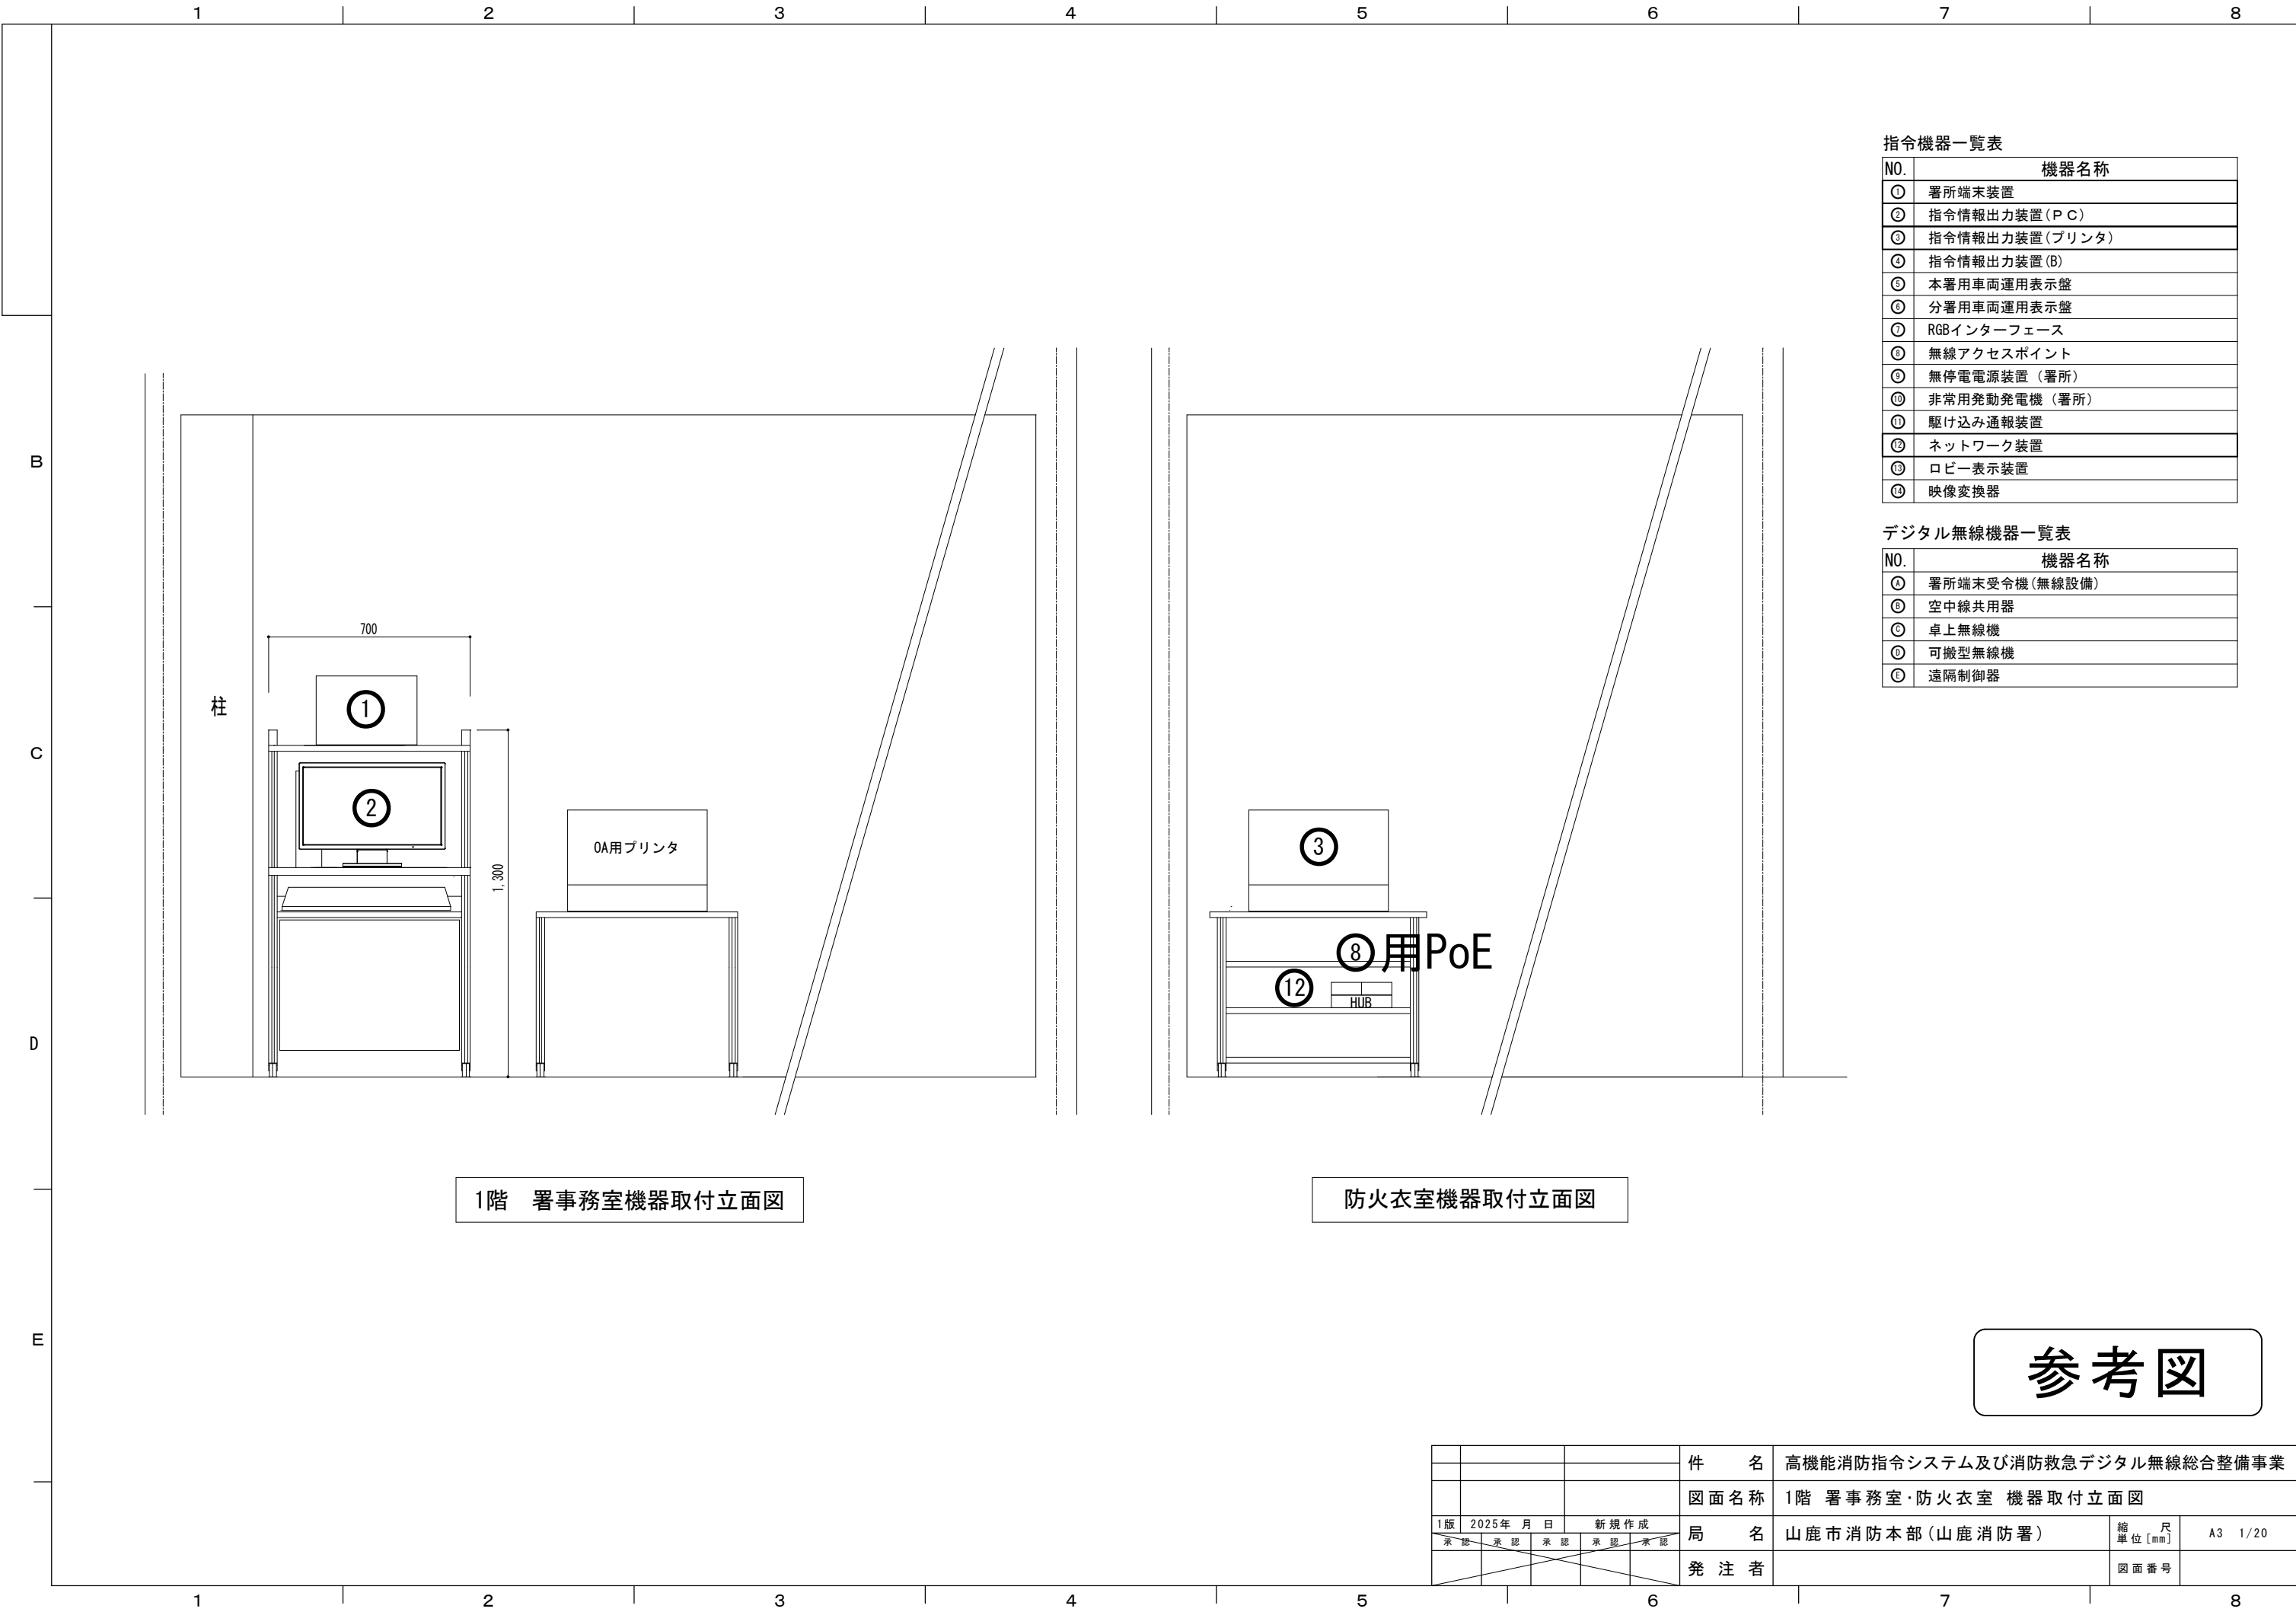 1 2 3 4 5 6 7 8
指令機器一覧表
NO. 機器名称
① 署所端末装置
② 指令情報出力装置(PC)
③ 指令情報出力装置(プリンタ)
④ 指令情報出力装置(B)
⑤ 本署用車両運用表示盤
⑥ 分署用車両運用表示盤
⑦ RGBインターフェース
⑧ 無線アクセスポイント
⑨ 無停電電源装置（署所）
⑩ 非常用発動発電機（署所）
⑪ 駆け込み通報装置
⑫ ネットワーク装置
⑬ ロビー表示装置
⑭ 映像変換器
デジタル無線機器一覧表
NO. 機器名称
Ⓐ 署所端末受令機(無線設備)
Ⓑ 空中線共用器
Ⓒ 卓上無線機
Ⓓ 可搬型無線機
Ⓔ 遠隔制御器
B
C
D
E
700
柱
①
②
1,300
OA用プリンタ
③
⑧用PoE
⑫
HUB
1階 署事務室機器取付立面図
防火衣室機器取付立面図
参考図
件名 高機能消防指令システム及び消防救急デジタル無線総合整備事業
図面名称 1階 署事務室・防火衣室 機器取付立面図
1版 2025年 月 日 新規作成
承認 承認 承認 承認 承認
局名 山鹿市消防本部(山鹿消防署)
縮尺
単位[mm]
A3 1/20
発注者
図面番号
1 2 3 4 5 6 7 8